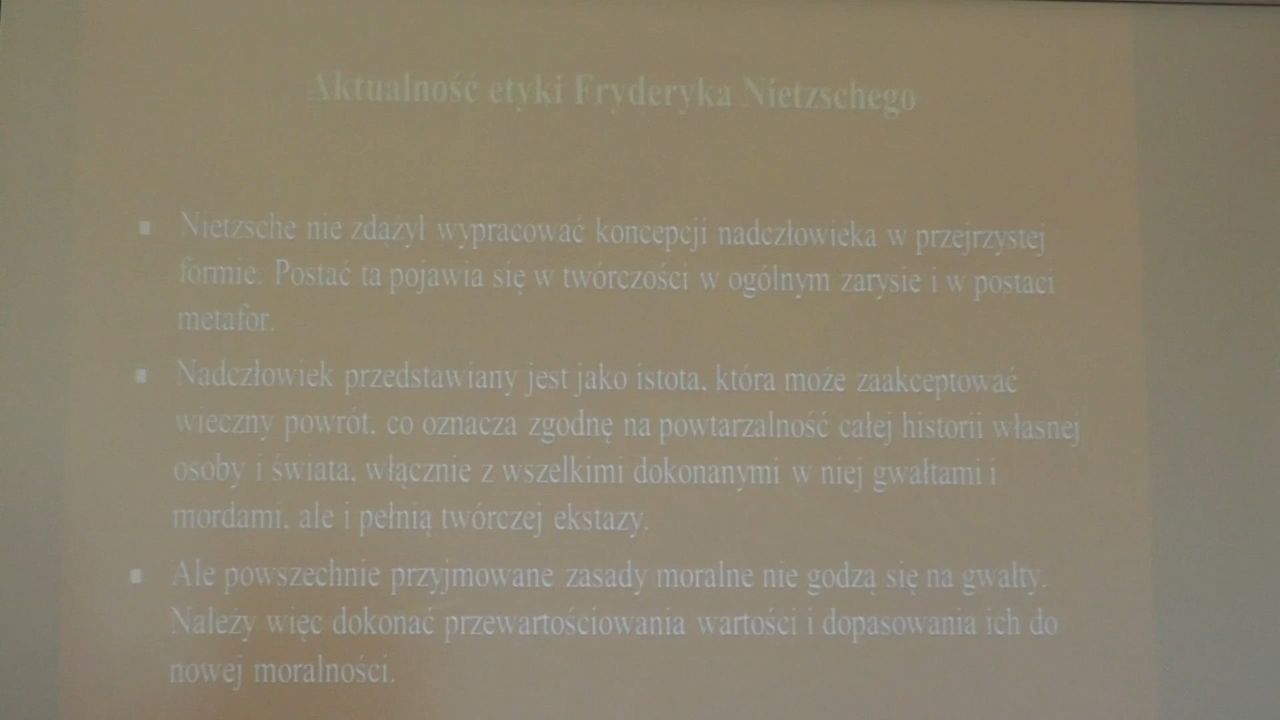 Aktualność etyki Fryderyka Nietzschego
▪ Nietzsche nie zdążył wypracować koncepcji nadczłowieka w przejrzystej
formie. Postać ta pojawia się w twórczości w ogólnym zarysie i w postaci
metafor.
▪ Nadczłowiek przedstawiany jest jako istota, która może zaakceptować
wieczny powrót, co oznacza zgodnę na powtarzalność całej historii własnej
osoby i świata, włącznie z wszelkimi dokonanymi w niej gwałtami i
mordami, ale i pełnią twórczej ekstazy.
▪ Ale powszechnie przyjmowane zasady moralne nie godzą się na gwałty.
Należy więc dokonać przewartościowania wartości i dopasowania ich do
nowej moralności.